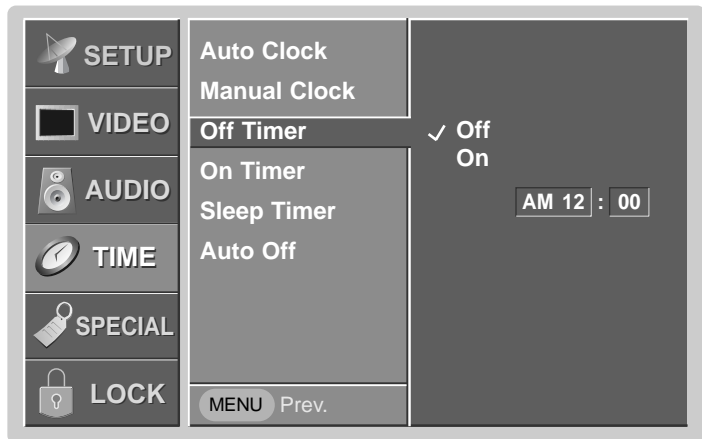 SETUP
VIDEO
AUDIO
TIME
SPECIAL
LOCK
Auto Clock
Manual Clock
Off Timer
On Timer
Sleep Timer
Auto Off
MENU Prev.
Off
On
AM 12 : 00